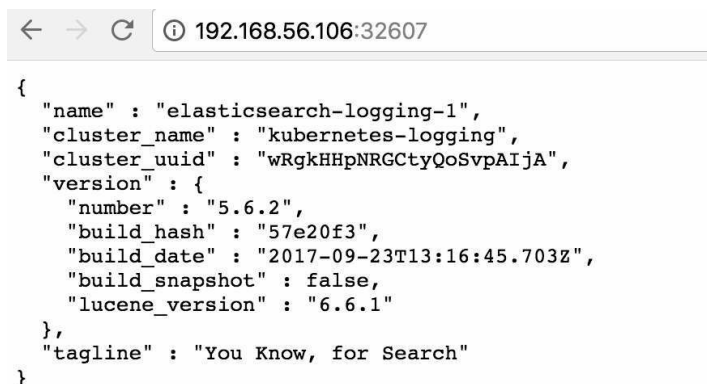 192.168.56.106:32607
{
  "name" : "elasticsearch-logging-1",
  "cluster_name" : "kubernetes-logging",
  "cluster_uuid" : "wRgkHHpNRGCtyQoSvpAIjA",
  "version" : {
    "number" : "5.6.2",
    "build_hash" : "57e20f3",
    "build_date" : "2017-09-23T13:16:45.703Z",
    "build_snapshot" : false,
    "lucene_version" : "6.6.1"
  },
  "tagline" : "You Know, for Search"
}